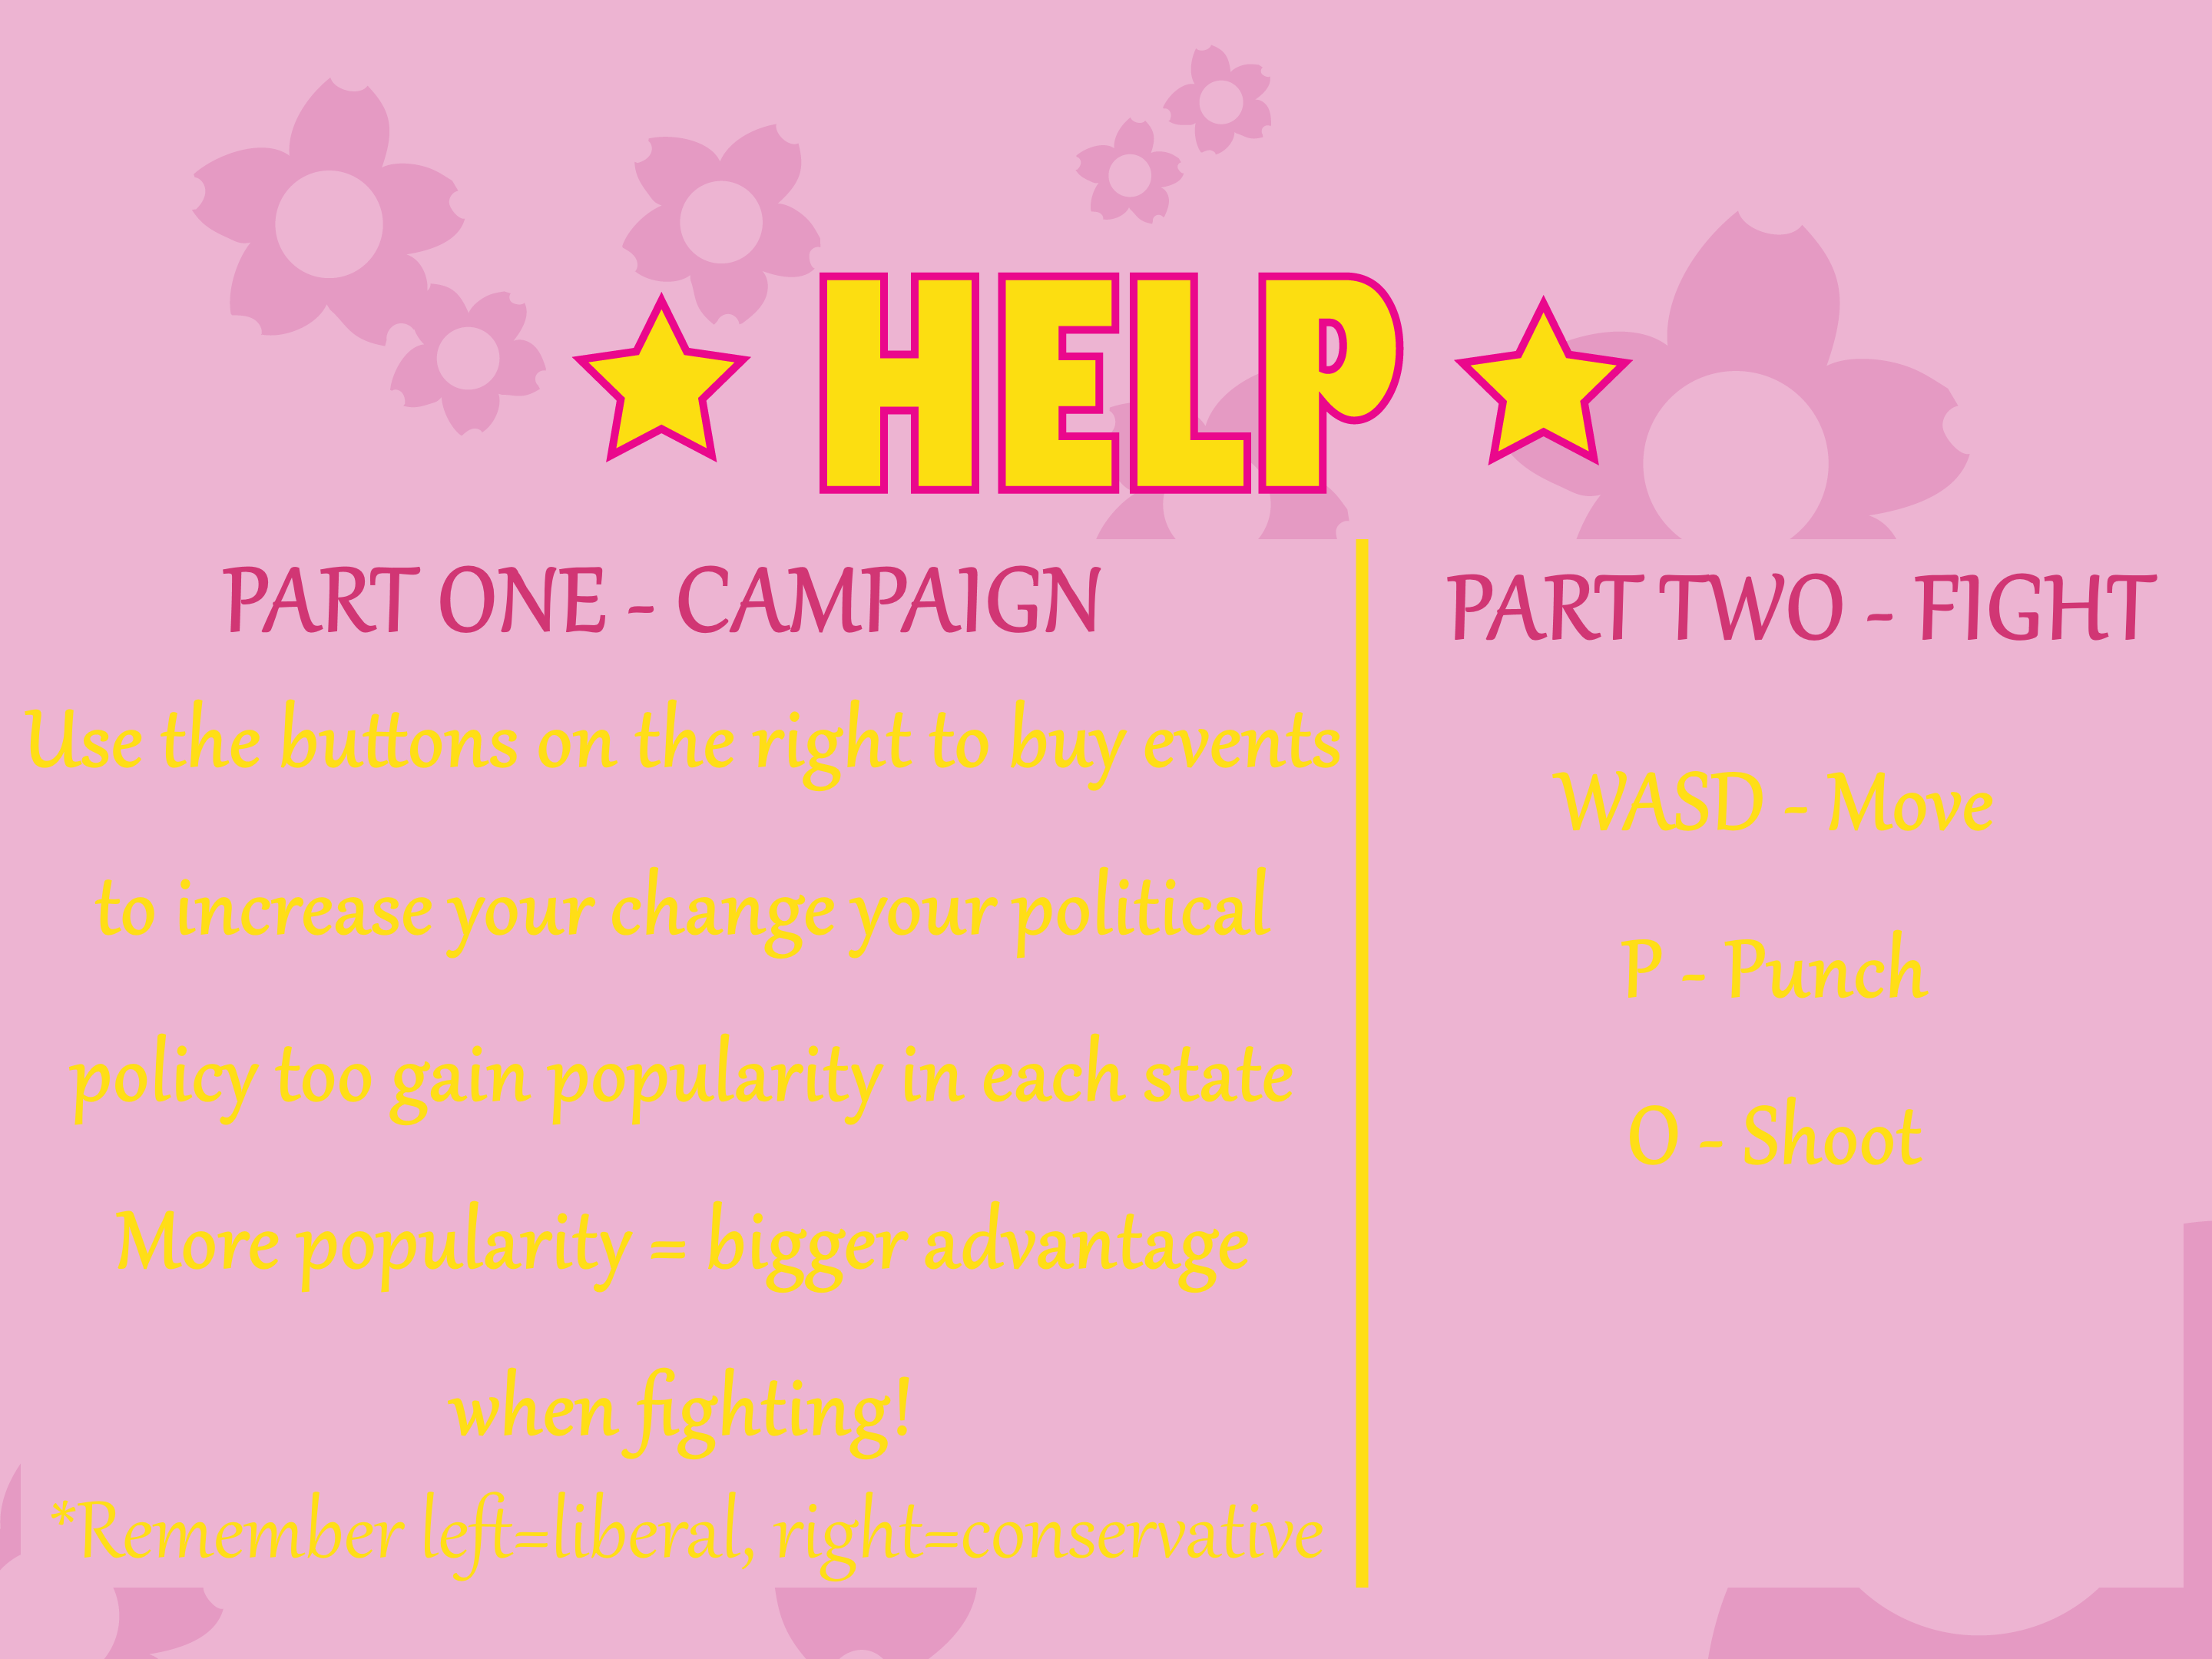 HELP
PART ONE - CAMPAIGN
Use the buttons on the right to buy events
to increase your change your political
policy too gain popularity in each state
More popularity = bigger advantage
when fighting!
*Remember left=liberal, right=conservative
PART TWO - FIGHT
WASD - Move
P - Punch
O - Shoot